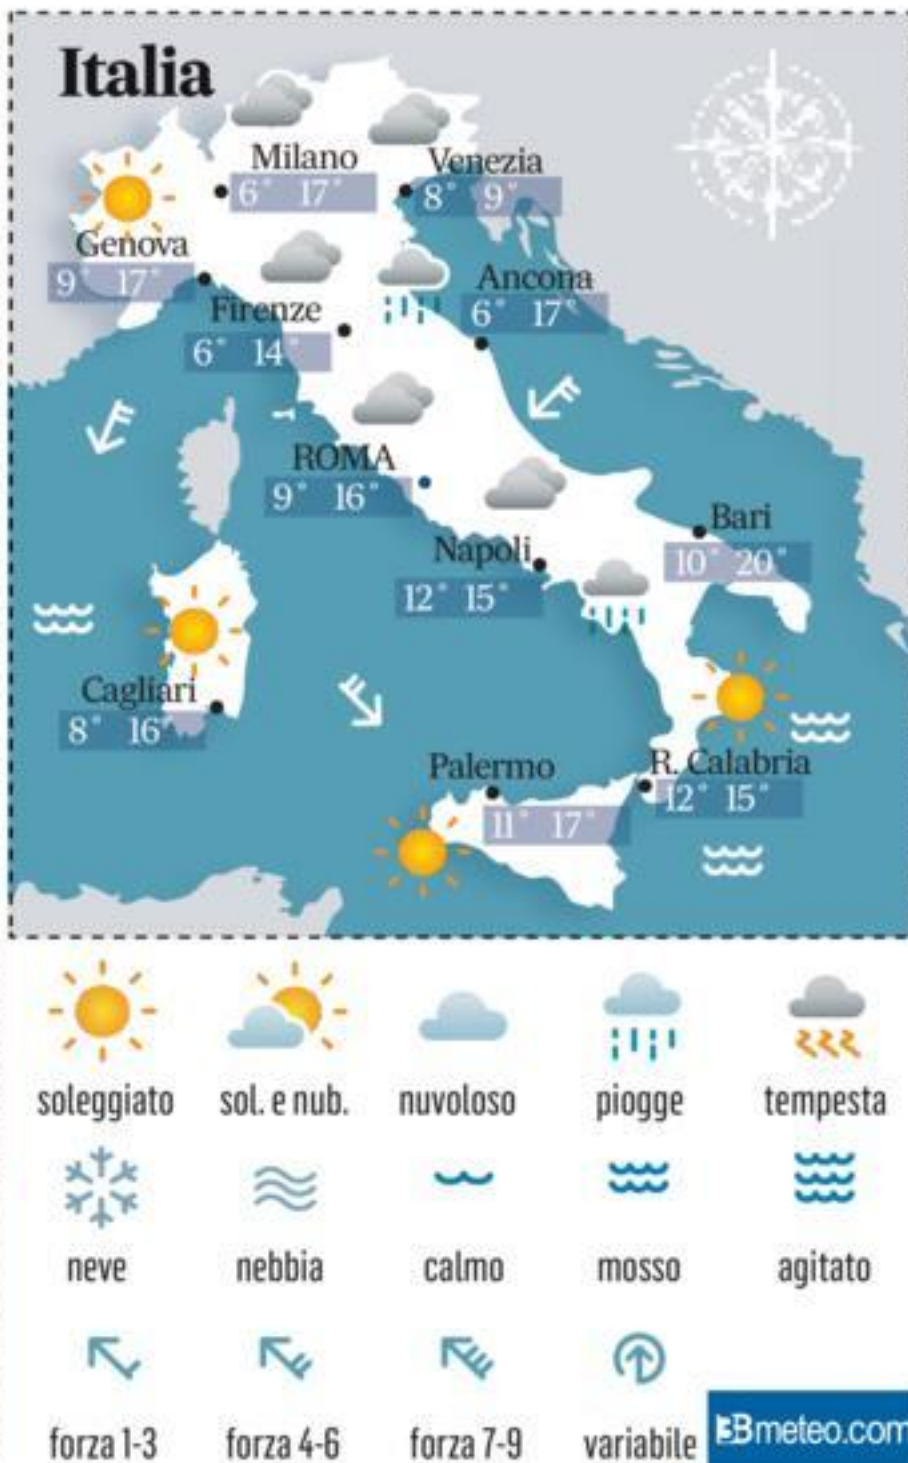 Italia
Milano
6° 17°
Venezia
8° 9°
Genova
9° 17°
Firenze
6° 14°
Ancona
6° 17°
ROMA
9° 16°
Napoli
12° 15°
Bari
10° 20°
Cagliari
8° 16°
Palermo
11° 17°
R. Calabria
12° 15°
soleggiato sol. e nub. nuvoloso piogge tempesta
neve nebbia calmo mosso agitato
forza 1-3 forza 4-6 forza 7-9 variabile
3Bmeteo.com